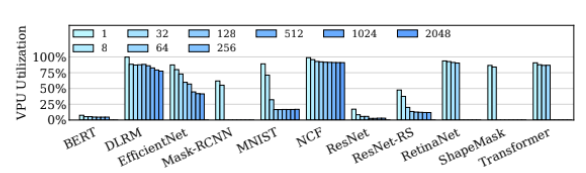 1 32 128 512 1024 2048
8 64 256
VPU Utilization
100%
75%
50%
25%
0%
BERT
DLRM
EfficientNet
Mask-RCNN
MNIST
NCF
ResNet
ResNet-RS
RetinaNet
ShapeMask
Transformer